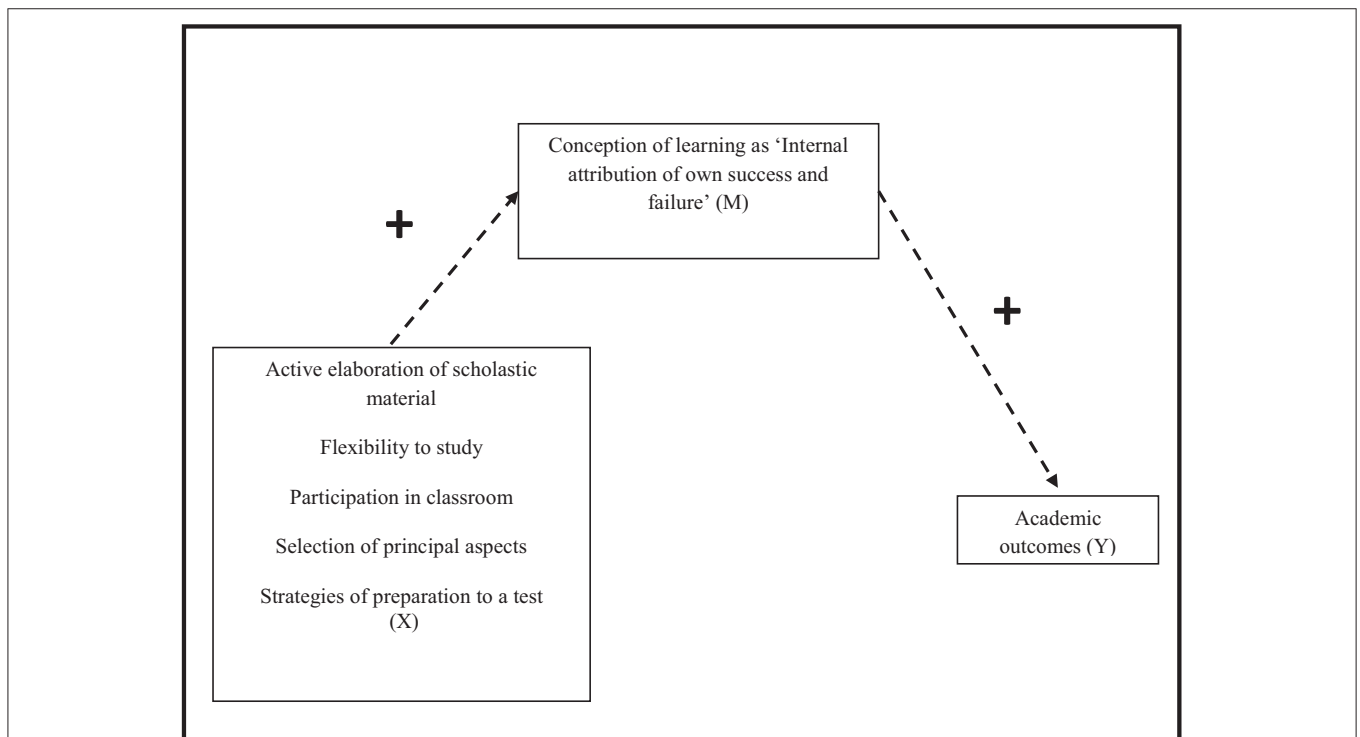 Conception of learning as ‘Internal
attribution of own success and
failure’ (M)
+
+
Active elaboration of scholastic
material
Flexibility to study
Participation in classroom
Selection of principal aspects
Strategies of preparation to a test
(X)
Academic
outcomes (Y)